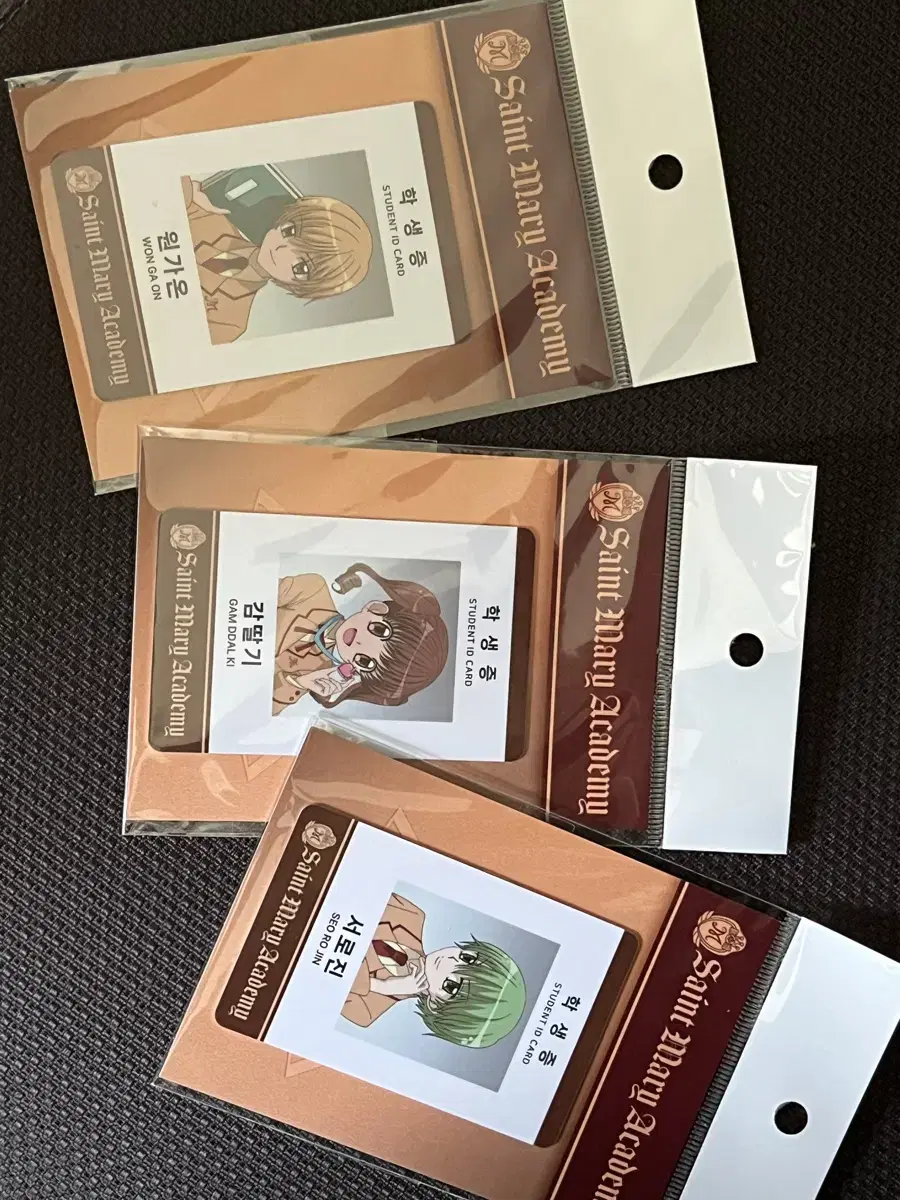 Saint Mary Academy
학생증
STUDENT ID CARD
원가온
WON GA ON
Saint Mary Academy
Saint Mary Academy
학생증
STUDENT ID CARD
감딸기
GAM DDAL KI
Saint Mary Academy
Saint Mary Academy
학생증
STUDENT ID CARD
서로진
SEO RO JIN
Saint Mary Academy